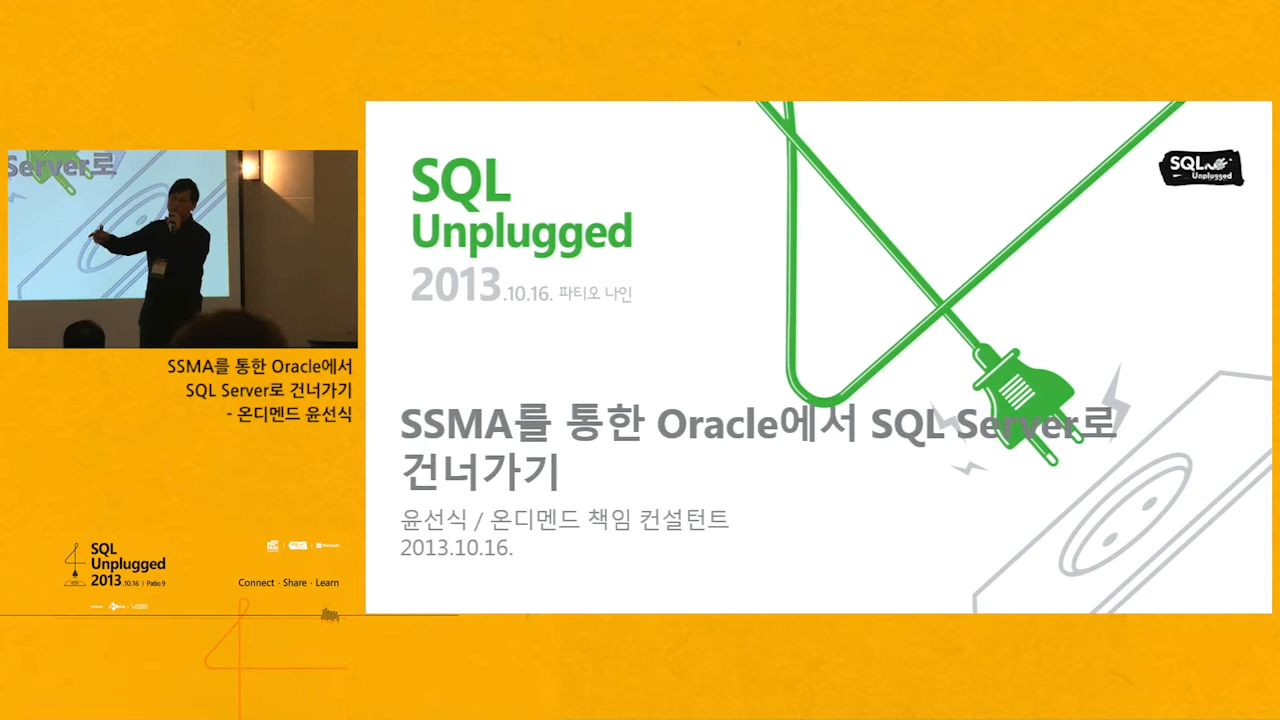 Server로
SSMA를 통한 Oracle에서
SQL Server로 건너가기
- 온디멘드 윤선식
SQL
Unplugged
2013.10.16 | Patio 9
Connect · Share · Learn
SQL
Unplugged
2013.10.16. 파티오 나인
SQL
Unplugged
SSMA를 통한 Oracle에서 SQL Server로
건너가기
윤선식 / 온디멘드 책임 컨설턴트
2013.10.16.